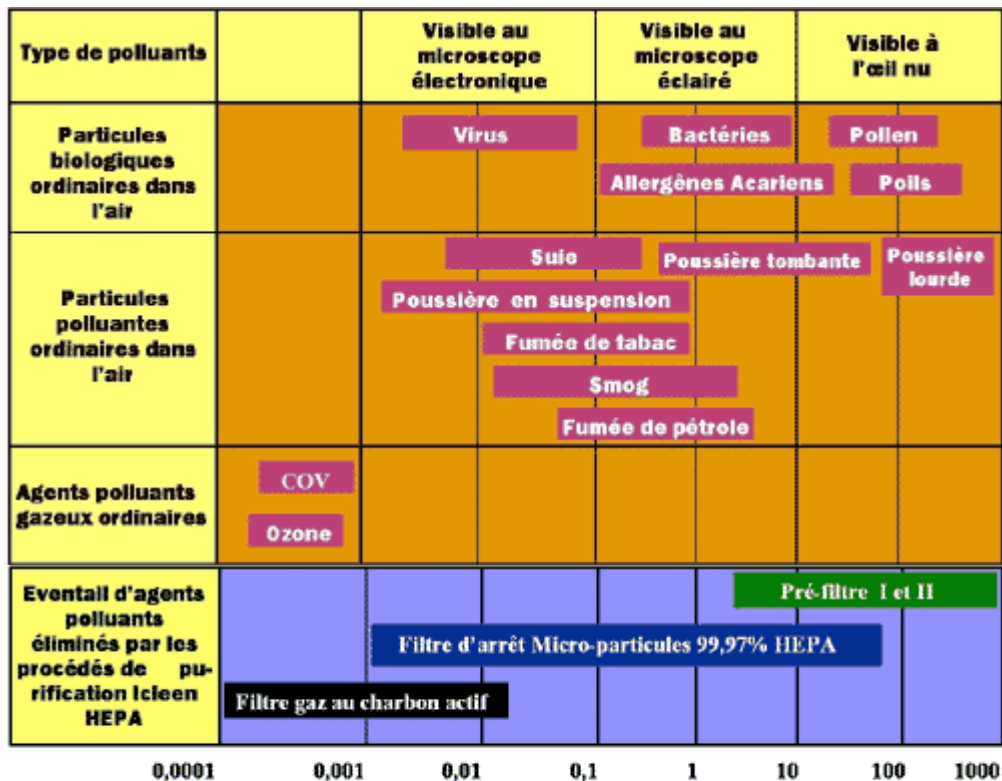 Type de polluants
Visible au
microscope
électronique
Visible au
microscope
éclairé
Visible à
l'œil nu
Particules
biologiques
ordinaires dans
l'air
Virus
Bactéries
Pollen
Allergènes Acariens
Poils
Particules
polluantes
ordinaires dans
l'air
Suie
Poussière tombante
Poussière
lourde
Poussière en suspension
Fumée de tabac
Smog
Fumée de pétrole
Agents polluants
gazeux ordinaires
COV
Ozone
Eventail d'agents
polluants
éliminés par les
procédés de pu-
rification Icleen
HEPA
Pré-filtre I et II
Filtre d'arrêt Micro-particules 99,97% HEPA
Filtre gaz au charbon actif
0,0001 0,001 0,01 0,1 1 10 100 1000